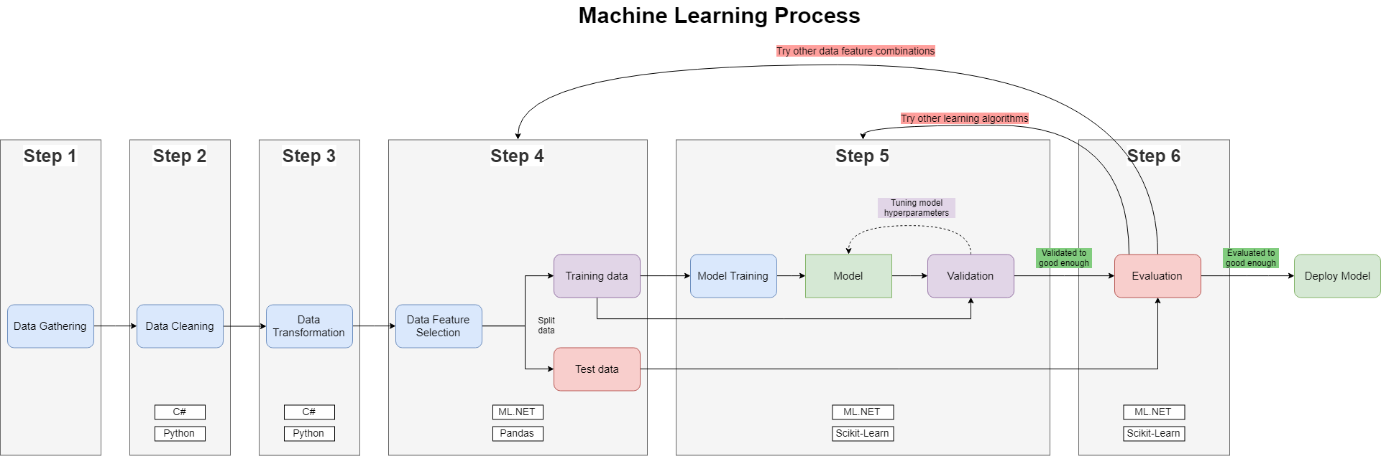 Machine Learning Process
Try other data feature combinations
Try other learning algorithms
Step 1
Step 2
Step 3
Step 4
Step 5
Step 6
Tuning model
hyperparameters
Validated to
good enough
Evaluated to
good enough
Training data
Model Training
Model
Validation
Evaluation
Deploy Model
Data Gathering
Data Cleaning
Data
Transformation
Data Feature
Selection
Split
data
Test data
C#
C#
ML.NET
ML.NET
ML.NET
Python
Python
Pandas
Scikit-Learn
Scikit-Learn